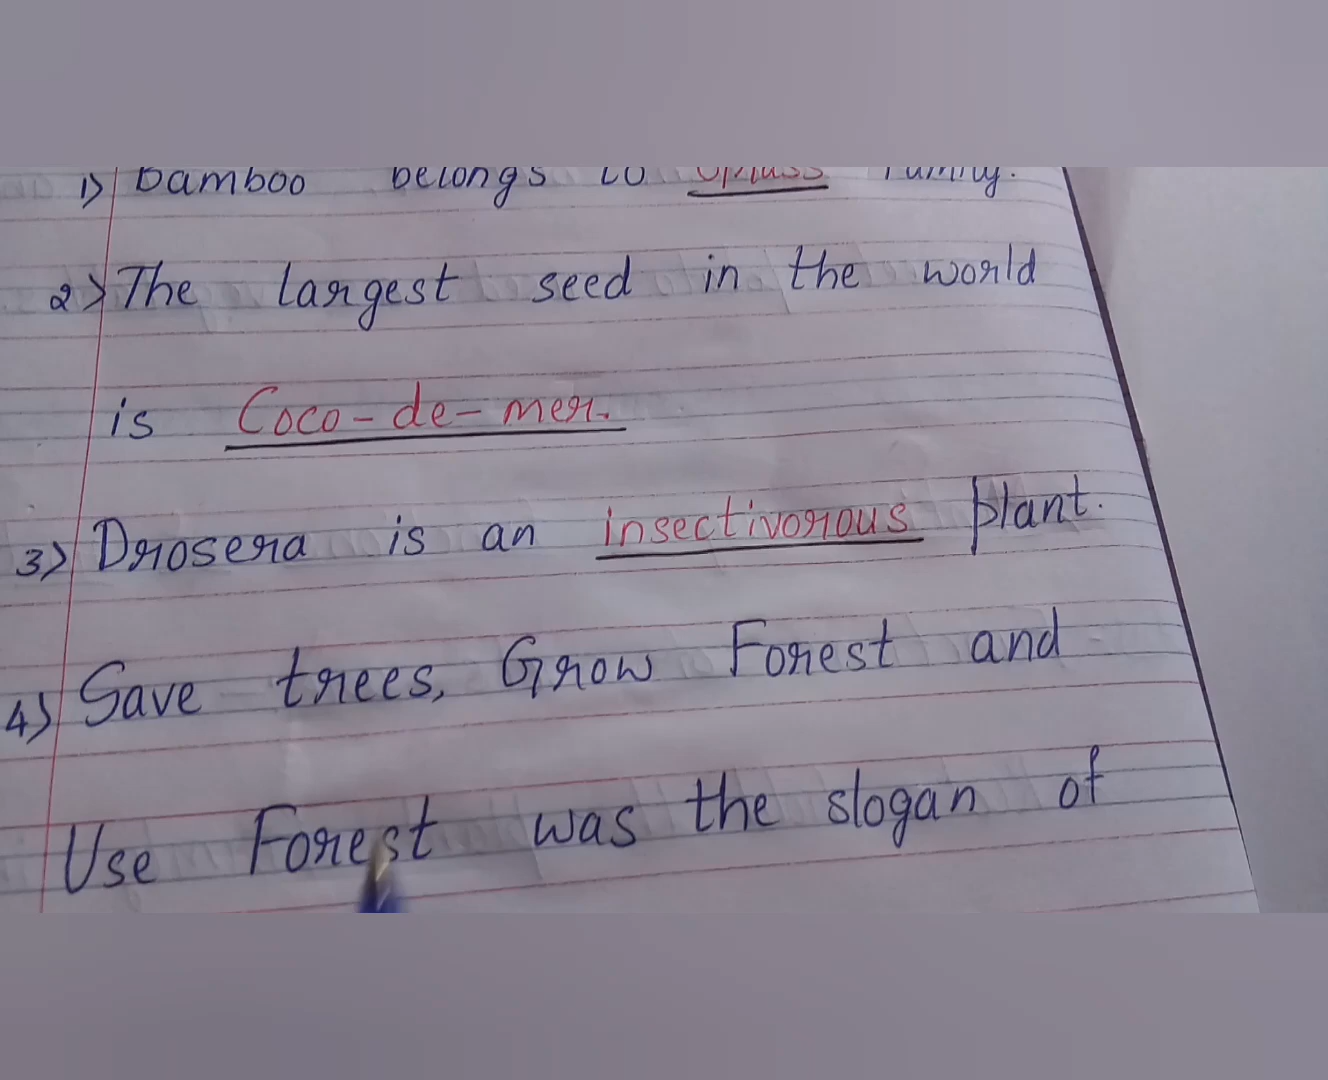 1) Bamboo belongs to Grass family.
2) The largest seed in the world
is Coco-de-mer.
3) Drosera is an insectivorous plant.
4) Save trees, Grow Forest and
Use Forest was the slogan of